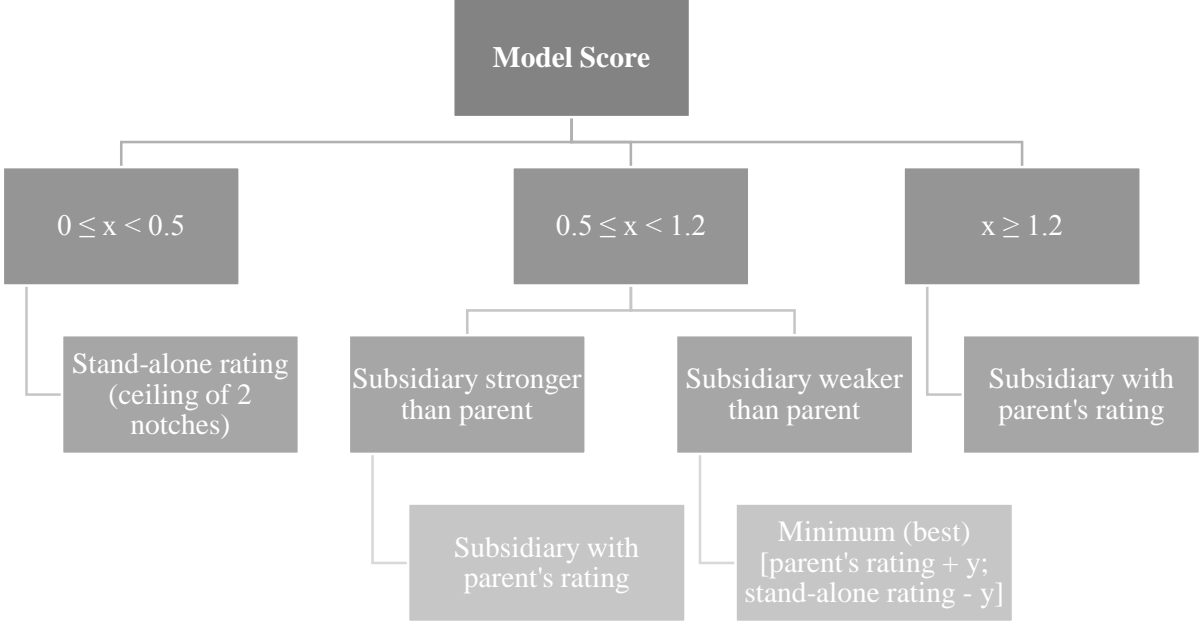 Model Score
0 ≤ x < 0.5
0.5 ≤ x < 1.2
x ≥ 1.2
Stand-alone rating
(ceiling of 2
notches)
Subsidiary stronger
than parent
Subsidiary weaker
than parent
Subsidiary with
parent's rating
Subsidiary with
parent's rating
Minimum (best)
[parent's rating + y;
stand-alone rating - y]